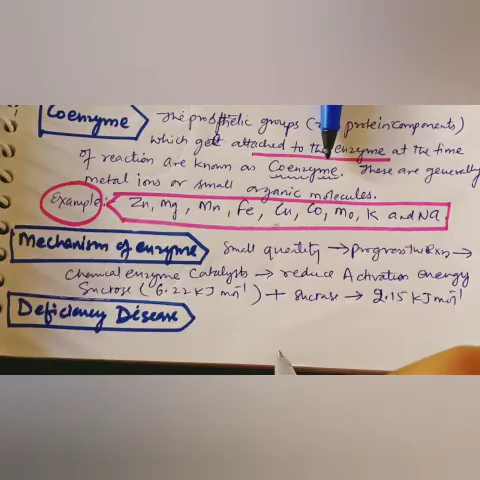 Coenzyme The prosthetic groups ( protein components)
which get attached to the enzyme at the time
of reaction are known as Coenzyme. These are generally
metal ions or small organic molecules.
Example: Zn, Mg, Mn, Fe, Cu, Co, Mo, K and Na
Mechanism of enzyme Small quantity → progress the Rxn →
Chemical enzyme Catalysts → reduce Activation energy
Sucrose (6.22 KJ mol⁻¹) + sucrase → 2.15 KJ mol⁻¹
Deficiency Disease